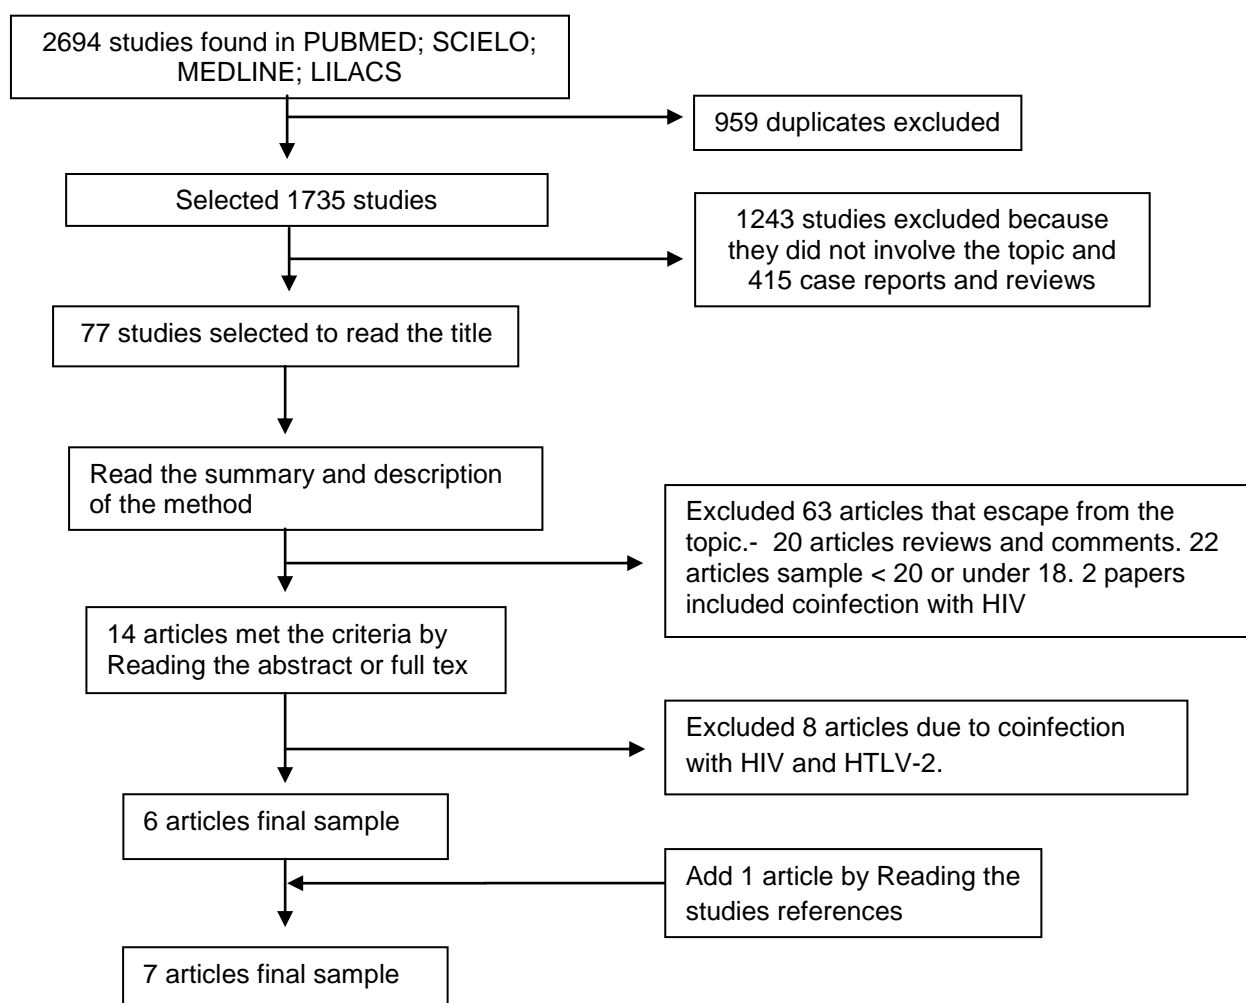 2694 studies found in PUBMED; SCIELO;
MEDLINE; LILACS
959 duplicates excluded
Selected 1735 studies
1243 studies excluded because
they did not involve the topic and
415 case reports and reviews
77 studies selected to read the title
Read the summary and description
of the method
Excluded 63 articles that escape from the
topic.- 20 articles reviews and comments. 22
articles sample < 20 or under 18. 2 papers
included coinfection with HIV
14 articles met the criteria by
Reading the abstract or full tex
Excluded 8 articles due to coinfection
with HIV and HTLV-2.
6 articles final sample
Add 1 article by Reading the
studies references
7 articles final sample